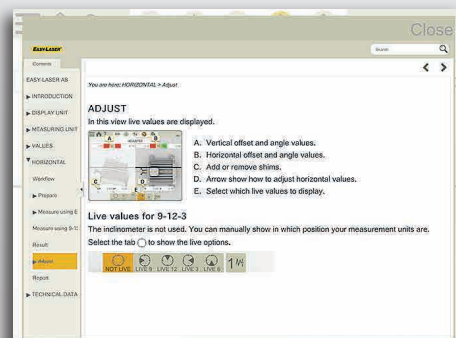 Close
EASY-LASER
Search
Contents
EASY-LASER AB
INTRODUCTION
DISPLAY UNIT
MEASURING UNIT
VALUES
HORIZONTAL
Workflow
Prepare
Measure using E
Measure using 9-1
Result
Adjust
Report
TECHNICAL DATA
You are here: HORIZONTAL > Adjust
ADJUST
In this view live values are displayed.
A. Vertical offset and angle values.
B. Horizontal offset and angle values.
C. Add or remove shims.
D. Arrow show how to adjust horizontal values.
E. Select which live values to display.
A
B
C
D
E
Live values for 9-12-3
The inclinometer is not used. You can manually show in which position your measurement units are.
Select the tab to show the live options.
NOT LIVE LIVE 9 LIVE 12 LIVE 3 LIVE 6